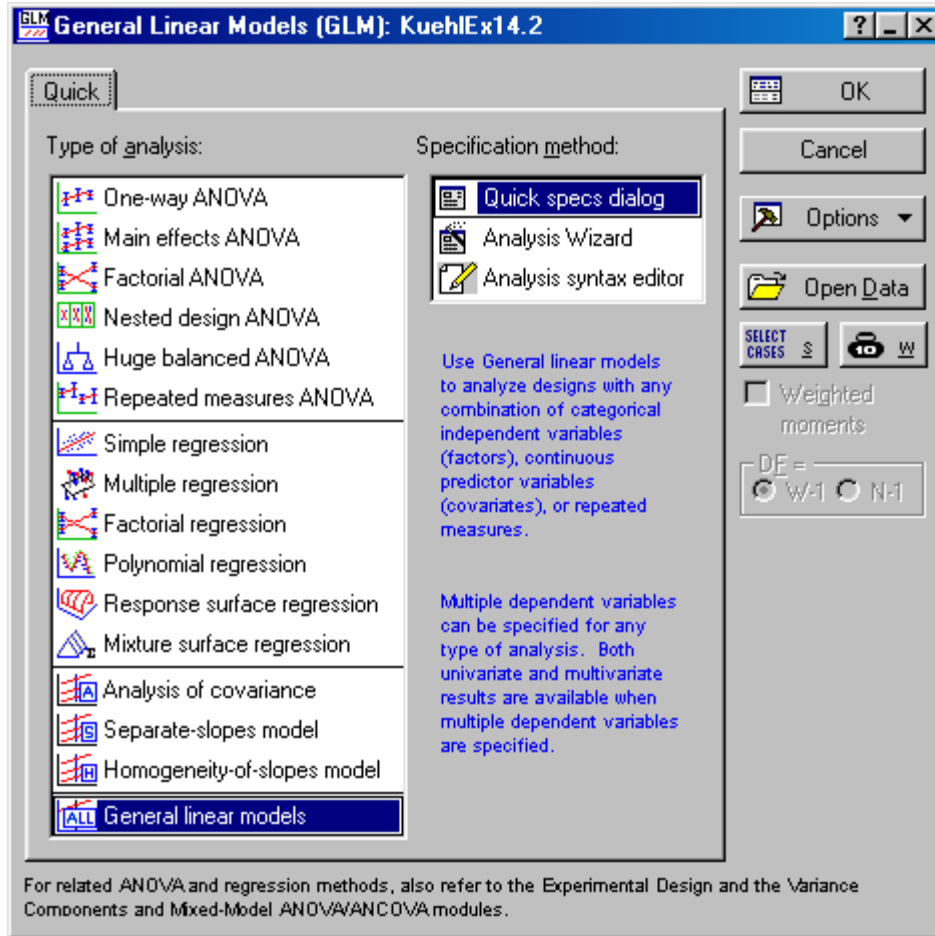 GLM General Linear Models (GLM): KuehlEx14.2
Quick
Type of analysis:
One-way ANOVA
Main effects ANOVA
Factorial ANOVA
Nested design ANOVA
Huge balanced ANOVA
Repeated measures ANOVA
Simple regression
Multiple regression
Factorial regression
Polynomial regression
Response surface regression
Mixture surface regression
Analysis of covariance
Separate-slopes model
Homogeneity-of-slopes model
General linear models
Specification method:
Quick specs dialog
Analysis Wizard
Analysis syntax editor
Use General linear models
to analyze designs with any
combination of categorical
independent variables
(factors), continuous
predictor variables
(covariates), or repeated
measures.
Multiple dependent variables
can be specified for any
type of analysis. Both
univariate and multivariate
results are available when
multiple dependent variables
are specified.
OK
Cancel
Options
Open Data
SELECT
CASES S
10 W
Weighted
moments
DF =
W-1 N-1
For related ANOVA and regression methods, also refer to the Experimental Design and the Variance
Components and Mixed-Model ANOVA/ANCOVA modules.